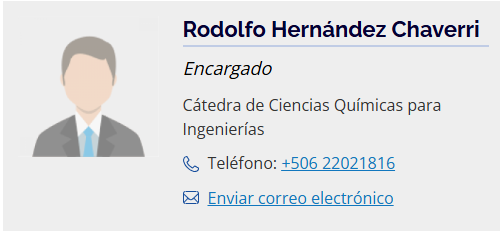 Rodolfo Hernández Chaverri
Encargado
Cátedra de Ciencias Químicas para
Ingenierías
Teléfono: +506 22021816
Enviar correo electrónico